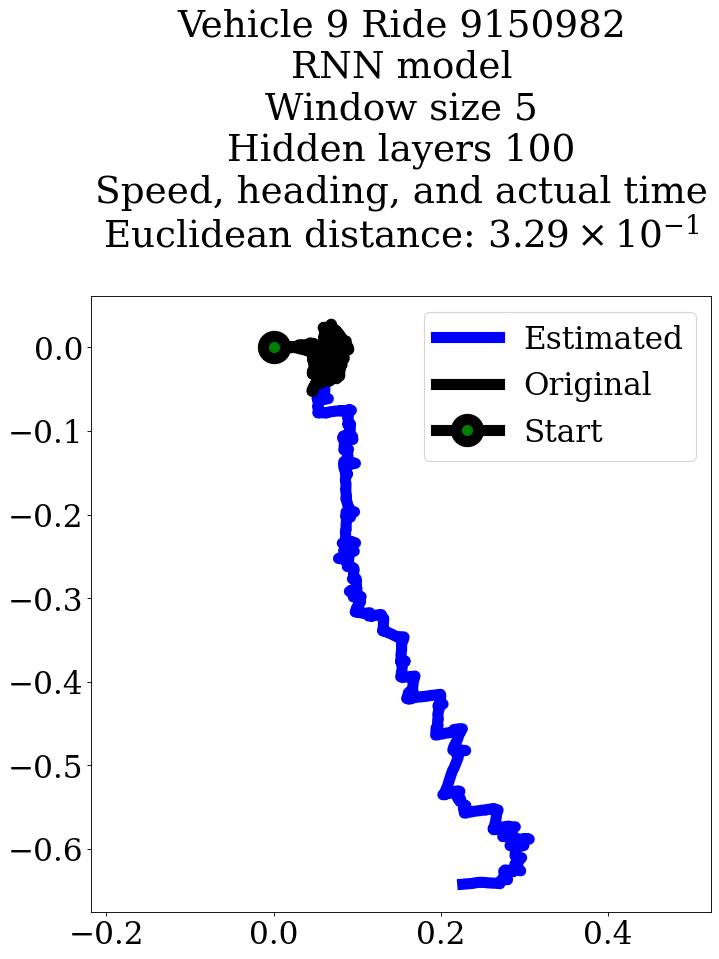 Vehicle 9 Ride 9150982
RNN model
Window size 5
Hidden layers 100
Speed, heading, and actual time
Euclidean distance: 3.29 × 10⁻¹
Estimated
Original
Start
0.0
−0.1
−0.2
−0.3
−0.4
−0.5
−0.6
−0.2
0.0
0.2
0.4